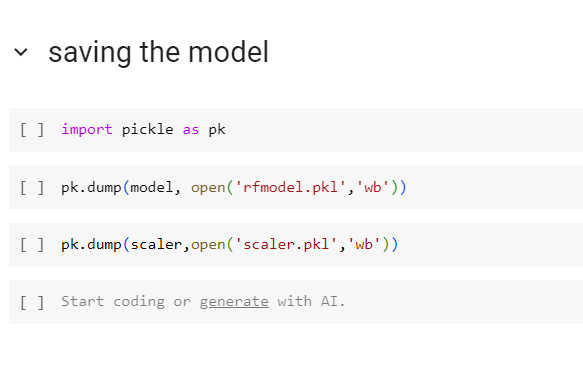 saving the model
[ ] import pickle as pk
[ ] pk.dump(model, open('rfmodel.pkl','wb'))
[ ] pk.dump(scaler,open('scaler.pkl','wb'))
[ ] Start coding or generate with AI.